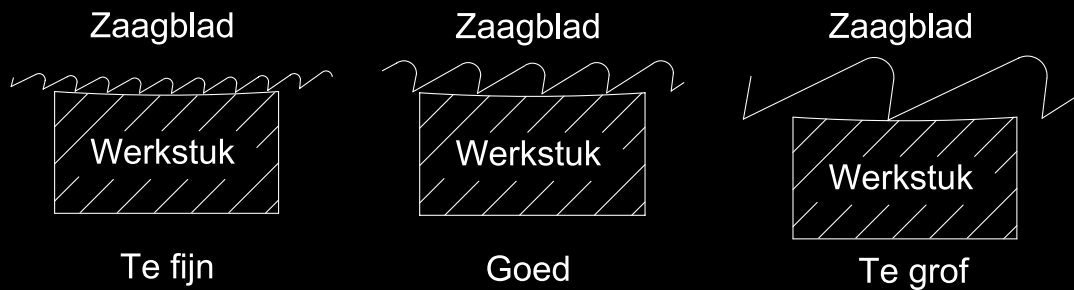 Zaagblad
Zaagblad
Zaagblad
Werkstuk
Werkstuk
Werkstuk
Te fijn
Goed
Te grof